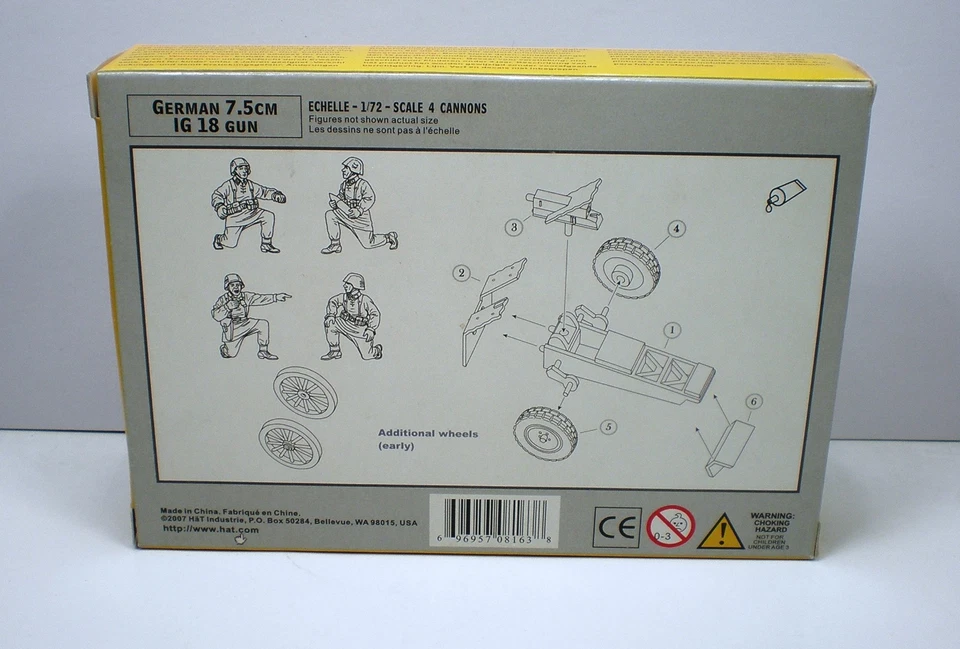 GERMAN 7.5CM
IG 18 GUN
ECHELLE - 1/72 - SCALE 4 CANNONS
Figures not shown actual size
Les dessins ne sont pas à l'échelle
3
4
2
1
6
5
Additional wheels
(early)
Made in China. Fabriqué en Chine.
©2007 HäT Industrie, P.O. Box 50284, Bellevue, WA 98015, USA
http://www.hat.com
6 96957 08163 8
CE
0-3
WARNING:
CHOKING
HAZARD
NOT FOR
CHILDREN
UNDER AGE 3